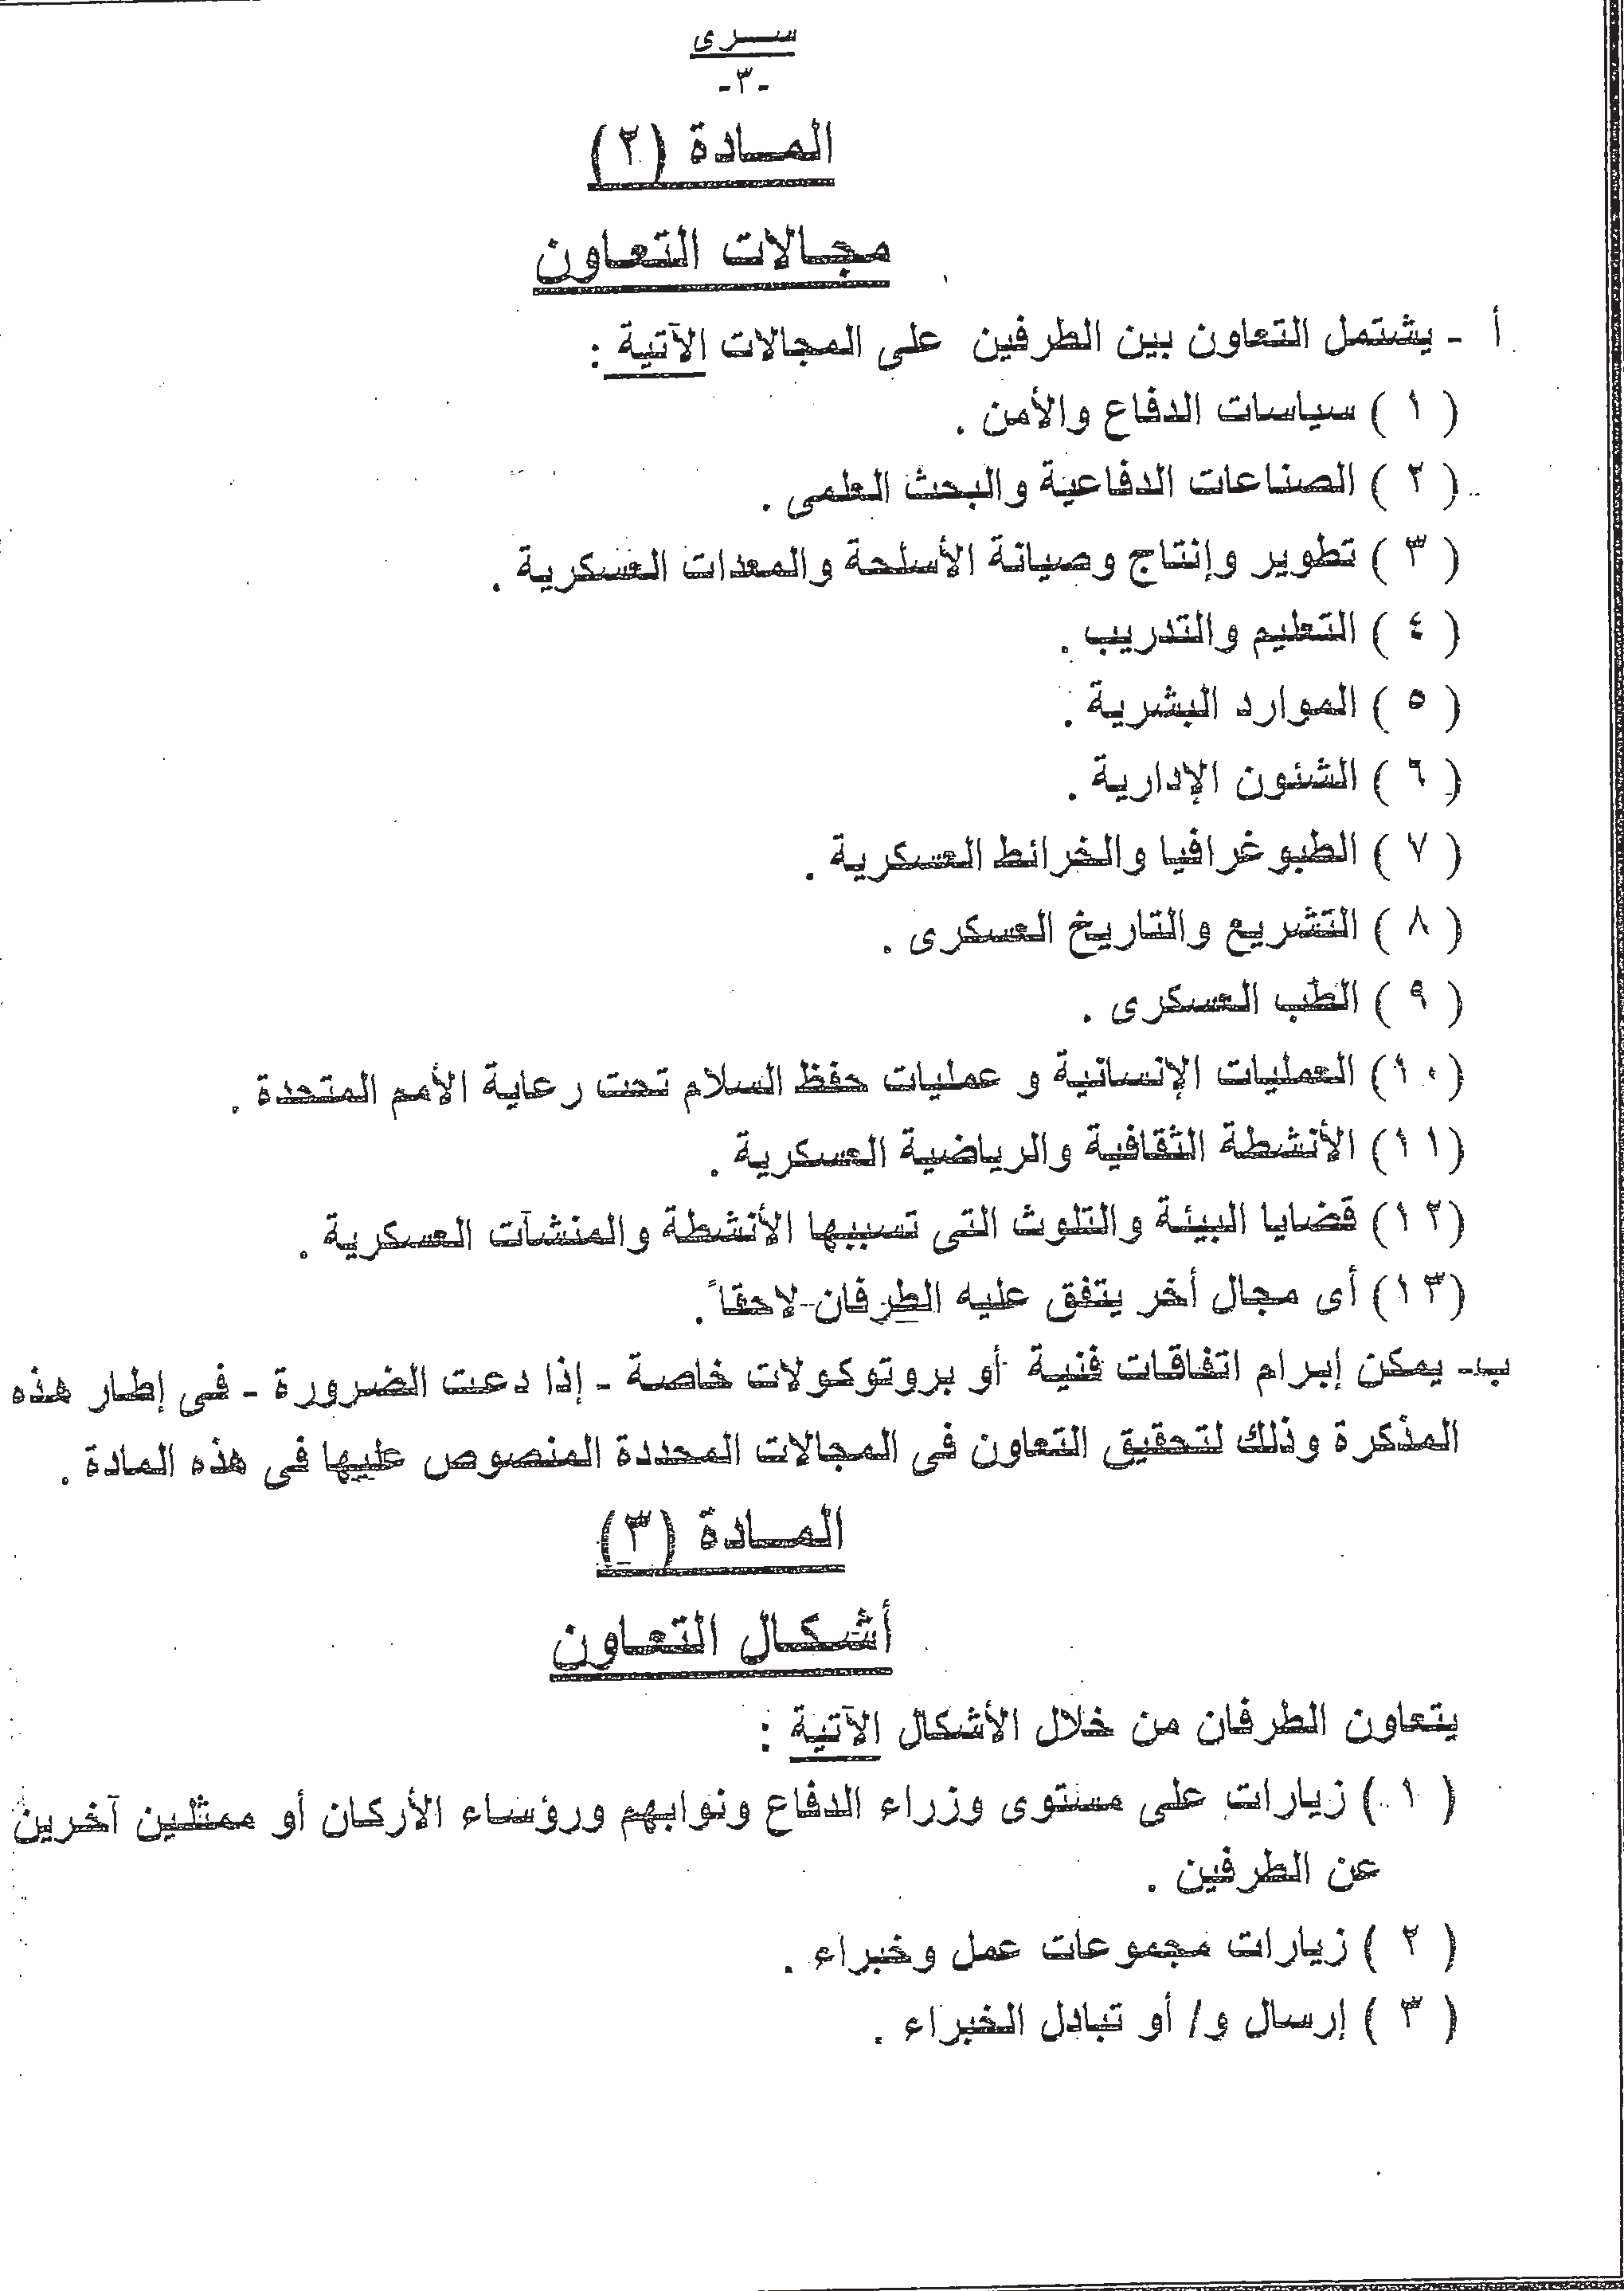 سرى
-٣-
المادة (٢)
مجالات التعاون
أ - يشتمل التعاون بين الطرفين على المجالات الآتية :
( ١ ) سياسات الدفاع والأمن .
( ٢ ) الصناعات الدفاعية والبحث العلمى .
( ٣ ) تطوير وإنتاج وصيانة الأسلحة والمعدات العسكرية .
( ٤ ) التعليم والتدريب .
( ٥ ) الموارد البشرية .
( ٦ ) الشئون الإدارية .
( ٧ ) الطبوغرافيا والخرائط العسكرية .
( ٨ ) التشريع والتاريخ العسكرى .
( ٩ ) الطب العسكرى .
(١٠) العمليات الإنسانية و عمليات حفظ السلام تحت رعاية الأمم المتحدة .
(١١) الأنشطة الثقافية والرياضية العسكرية .
(١٢) قضايا البيئة والتلوث التى تسببها الأنشطة والمنشآت العسكرية .
(١٣) أى مجال أخر يتفق عليه الطرفان لاحقاً .
ب- يمكن إبرام اتفاقات فنية أو بروتوكولات خاصة - إذا دعت الضرورة - فى إطار هذه
المذكرة وذلك لتحقيق التعاون فى المجالات المحددة المنصوص عليها فى هذه المادة .
المادة (٣)
أشكال التعاون
يتعاون الطرفان من خلال الأشكال الآتية :
( ١ ) زيارات على مستوى وزراء الدفاع ونوابهم ورؤساء الأركان أو ممثلين آخرين
عن الطرفين .
( ٢ ) زيارات مجموعات عمل وخبراء .
( ٣ ) إرسال و/ أو تبادل الخبراء .